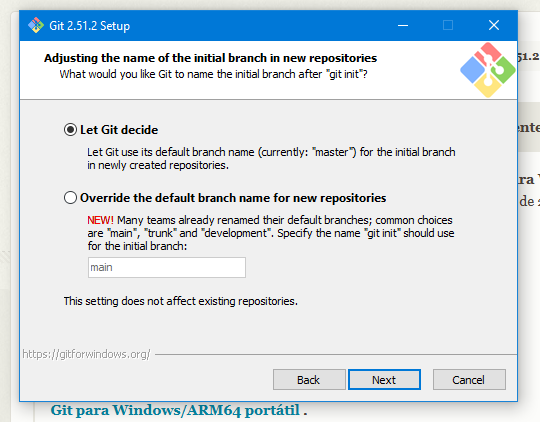 Git 2.51.2 Setup
Adjusting the name of the initial branch in new repositories
What would you like Git to name the initial branch after "git init"?
51.2
Let Git decide
ente
Let Git use its default branch name (currently: "master") for the initial branch
in newly created repositories.
ra W
Override the default branch name for new repositories
de
NEW! Many teams already renamed their default branches; common choices
are "main", "trunk" and "development". Specify the name "git init" should use
for the initial branch:
main
This setting does not affect existing repositories.
https://gitforwindows.org/
Back
Next
Cancel
Git para Windows/ARM64 portátil .